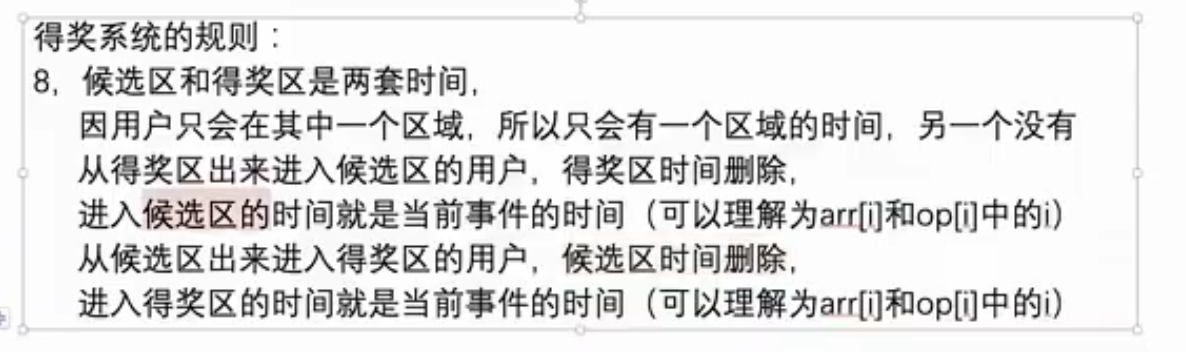 得奖系统的规则：
8，候选区和得奖区是两套时间，
因用户只会在其中一个区域，所以只会有一个区域的时间，另一个没有
从得奖区出来进入候选区的用户，得奖区时间删除，
进入候选区的时间就是当前事件的时间（可以理解为arr[i]和op[i]中的i）
从候选区出来进入得奖区的用户，候选区时间删除，
进入得奖区的时间就是当前事件的时间（可以理解为arr[i]和op[i]中的i）